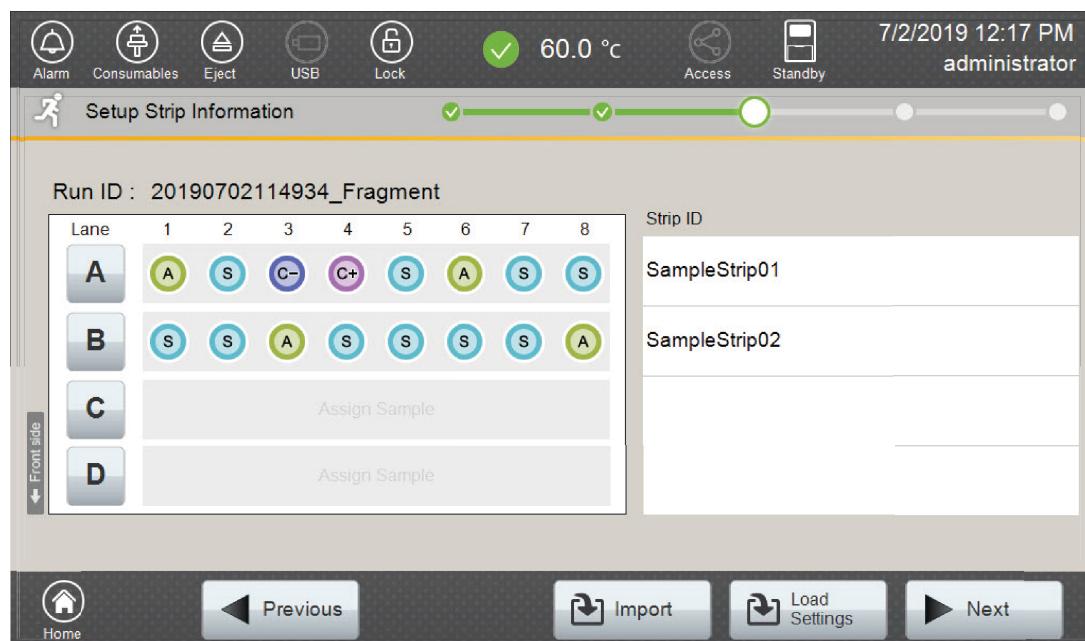 Alarm Consumables Eject USB Lock 60.0 °c Access Standby 7/2/2019 12:17 PM
administrator
Setup Strip Information
Run ID : 20190702114934_Fragment
Strip ID
Lane 1 2 3 4 5 6 7 8
A A S C- C+ S A S S
SampleStrip01
B S S A S S S S A
SampleStrip02
C Assign Sample
D Assign Sample
Front side
Home
Previous
Import
Load
Settings
Next